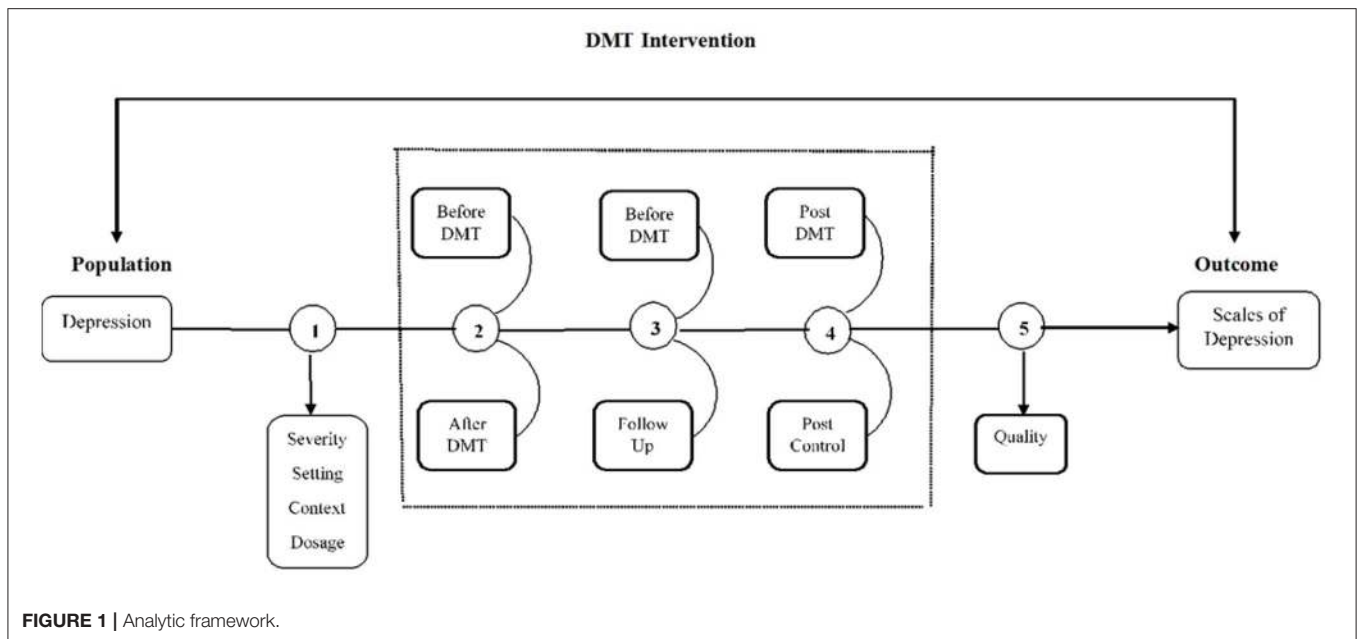 DMT Intervention
Population
Outcome
Depression
1
2
3
4
5
Before
DMT
Before
DMT
Post
DMT
After
DMT
Follow
Up
Post
Control
Severity
Setting
Context
Dosage
Quality
Scales of
Depression
FIGURE 1 | Analytic framework.